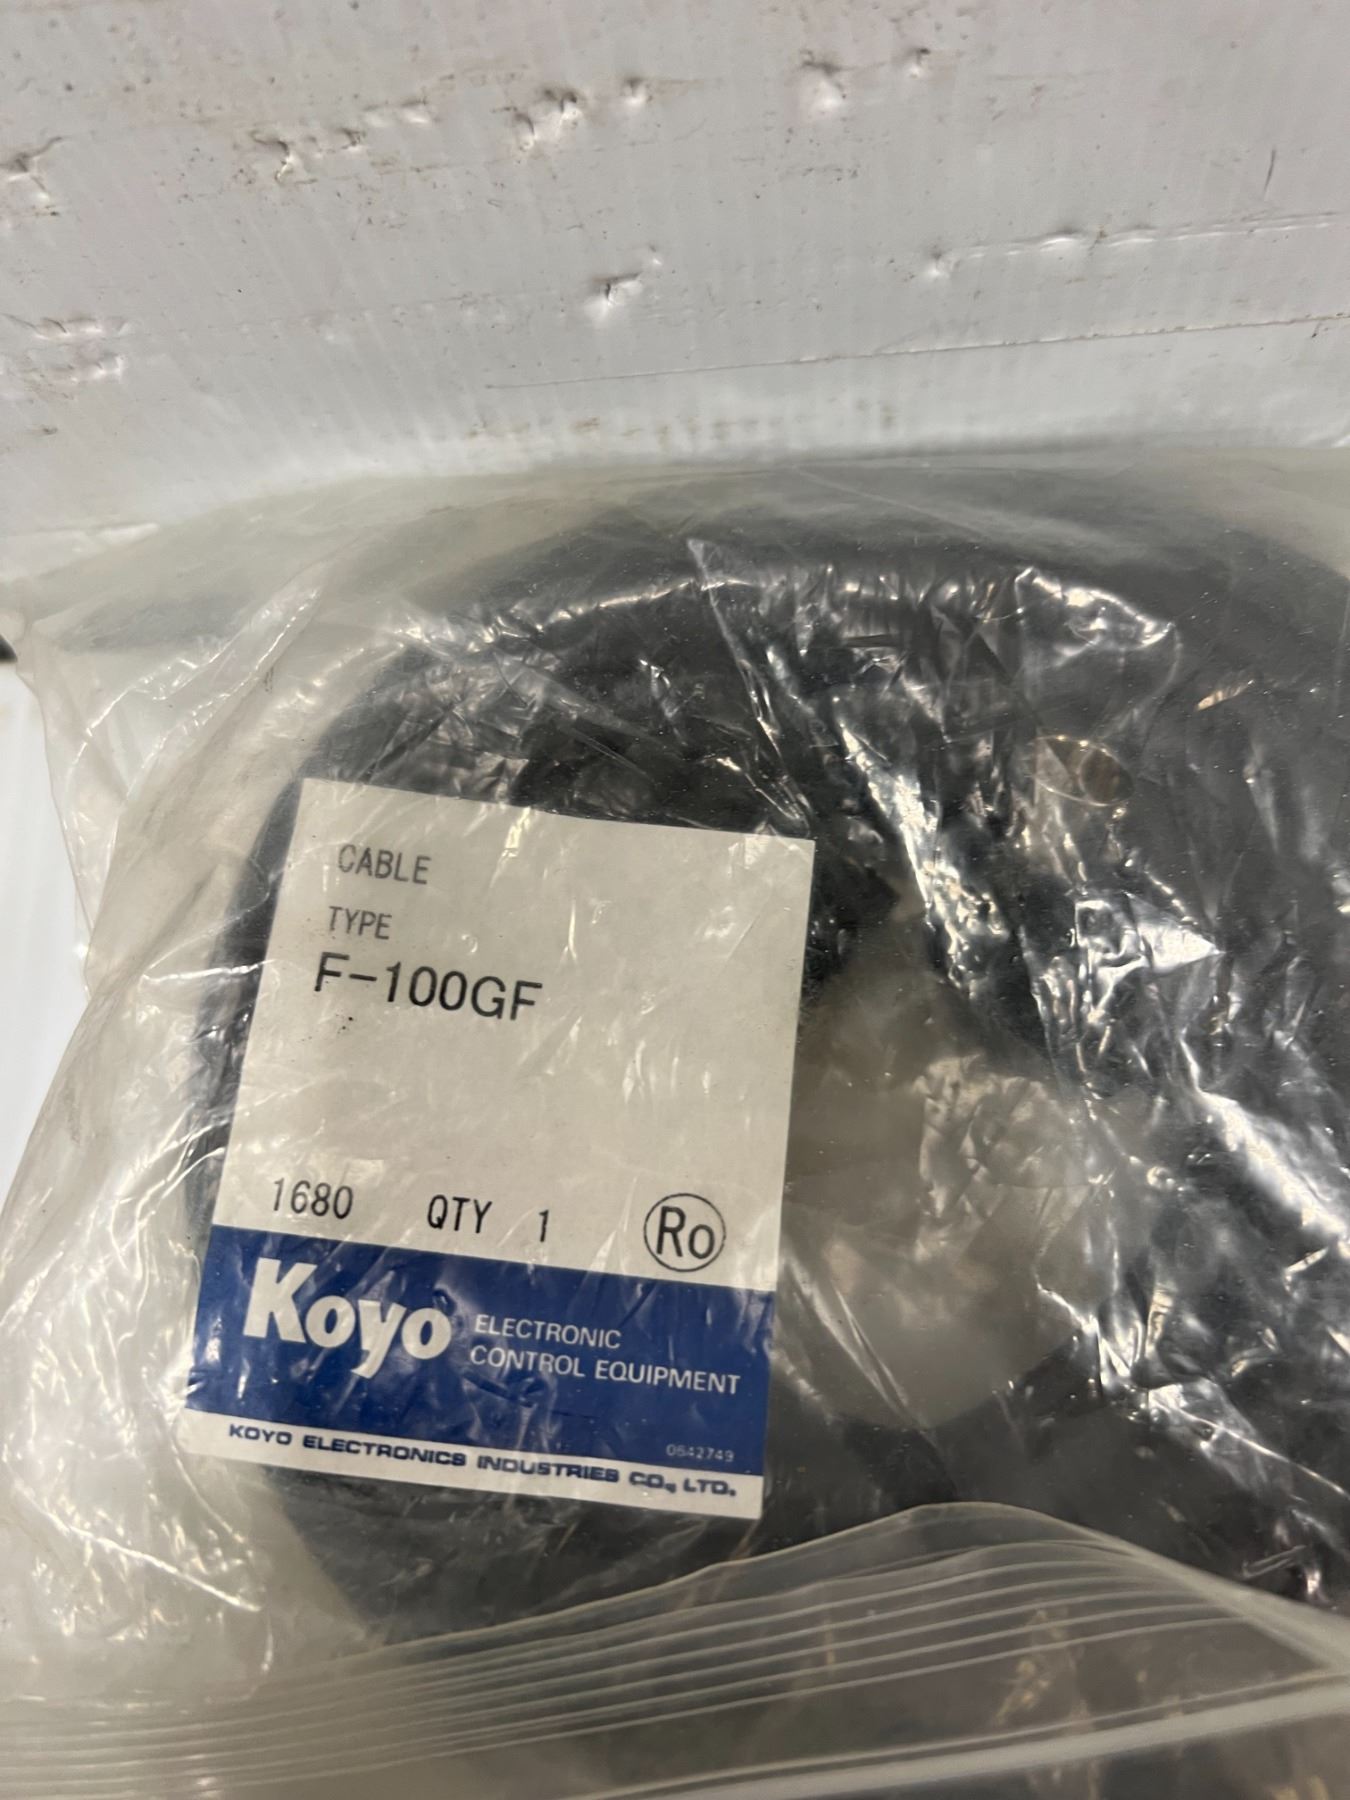 CABLE
TYPE
F-100GF
1680 QTY 1 Ro
Koyo ELECTRONIC
CONTROL EQUIPMENT
0642749
KOYO ELECTRONICS INDUSTRIES CO., LTD.